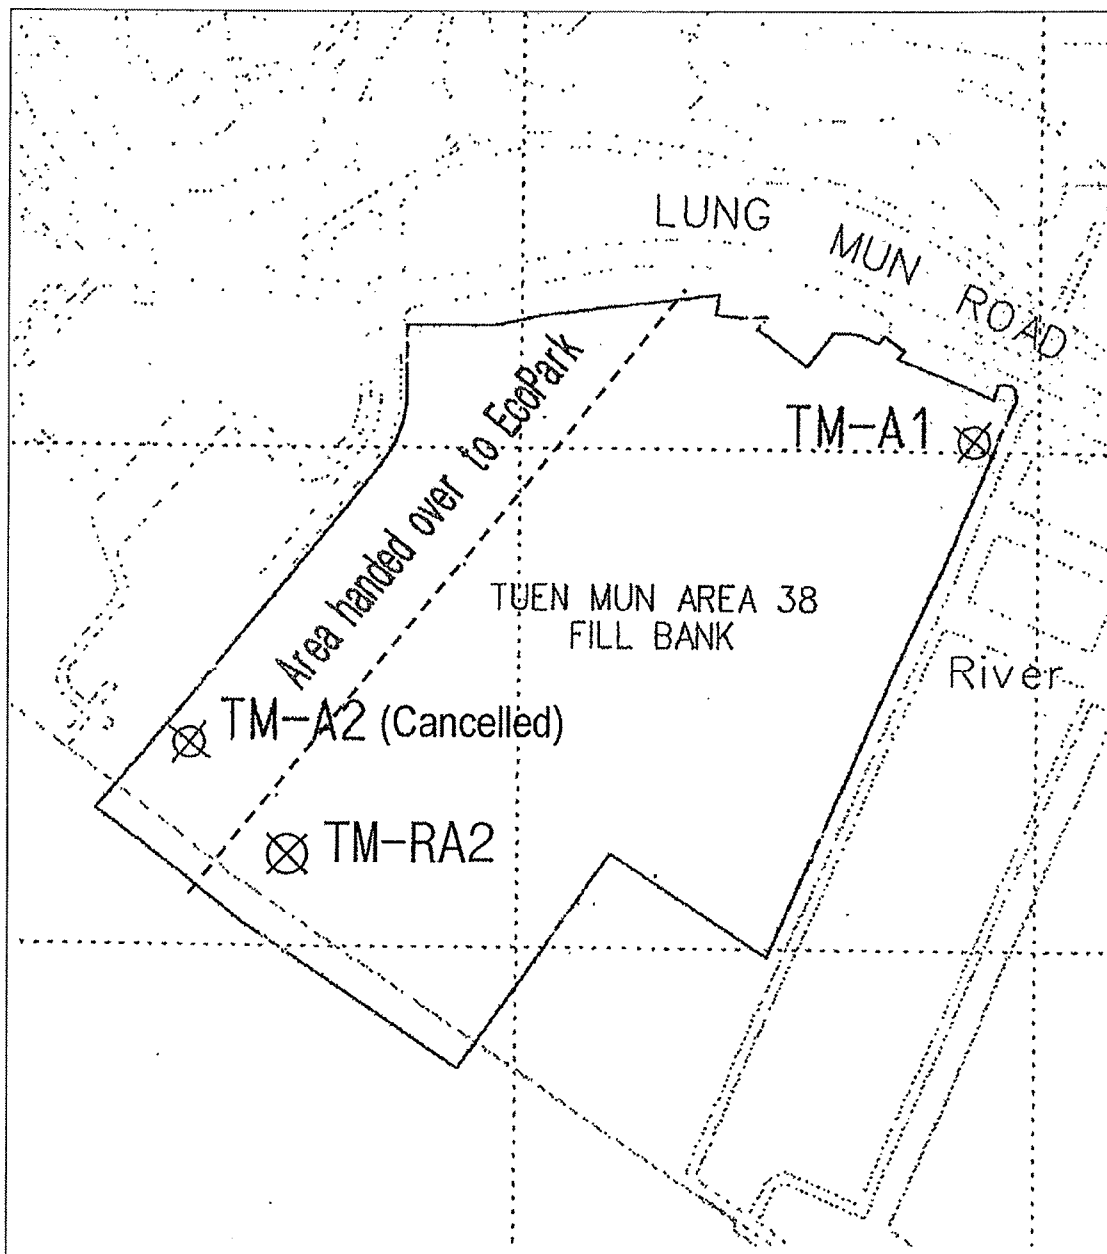 LUNG MUN ROAD
Area handed over to EcoPark
TM-A1
TUEN MUN AREA 38
FILL BANK
River
TM-A2 (Cancelled)
TM-RA2